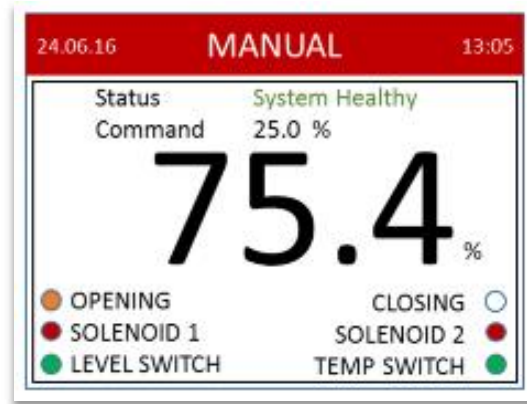 24.06.16 MANUAL 13:05
Status System Healthy
Command 25.0 %
75.4 %
OPENING CLOSING
SOLENOID 1 SOLENOID 2
LEVEL SWITCH TEMP SWITCH